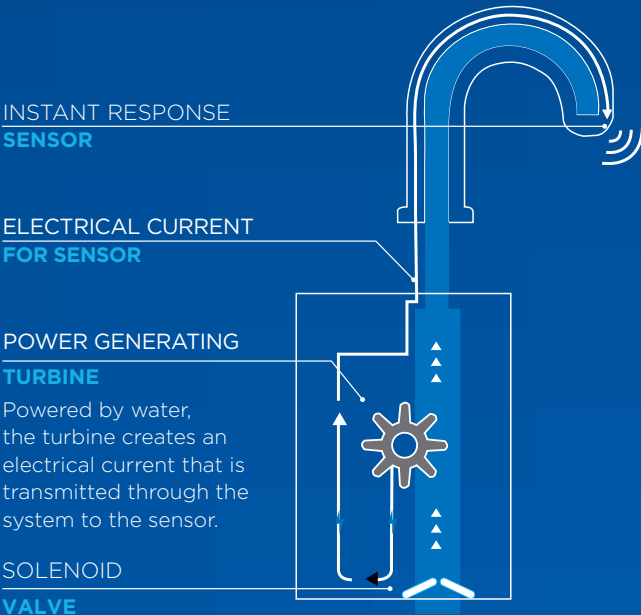 INSTANT RESPONSE
SENSOR
ELECTRICAL CURRENT
FOR SENSOR
POWER GENERATING
TURBINE
Powered by water,
the turbine creates an
electrical current that is
transmitted through the
system to the sensor.
SOLENOID
VALVE